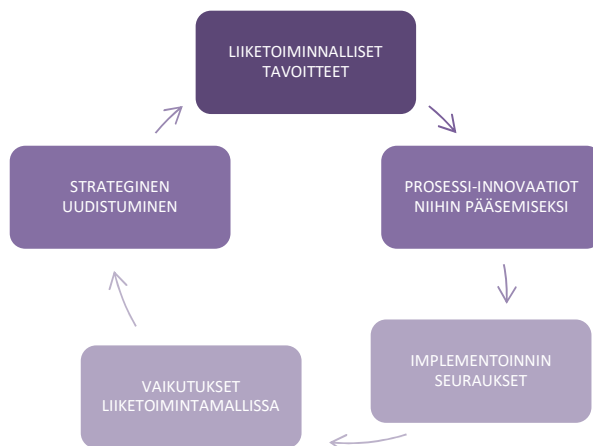 LIIKETOIMINNALLISET
TAVOITTEET
PROSESSI-INNOVAATIOT
NIIHIN PÄÄSEMISEKSI
IMPLEMENTOINNIN
SEURAUKSET
VAIKUTUKSET
LIIKETOIMINTAMALLISSA
STRATEGINEN
UUDISTUMINEN